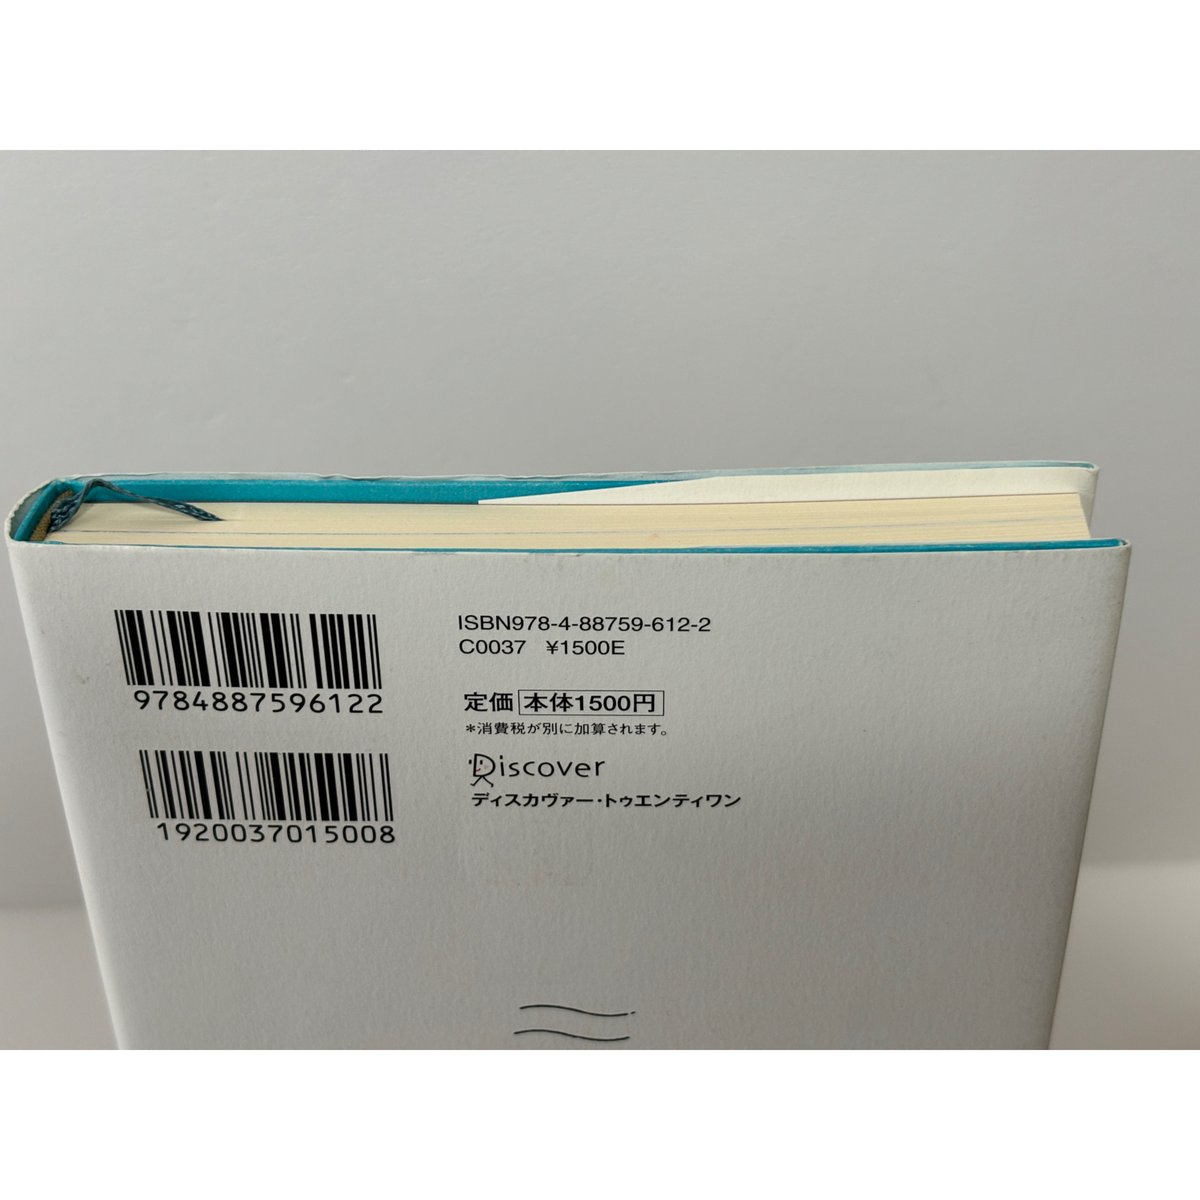 9784887596122
1920037015008
ISBN978-4-88759-612-2
C0037 ¥1500E
定価 本体1500円
*消費税が別に加算されます。
Discover
ディスカヴァー・トゥエンティワン